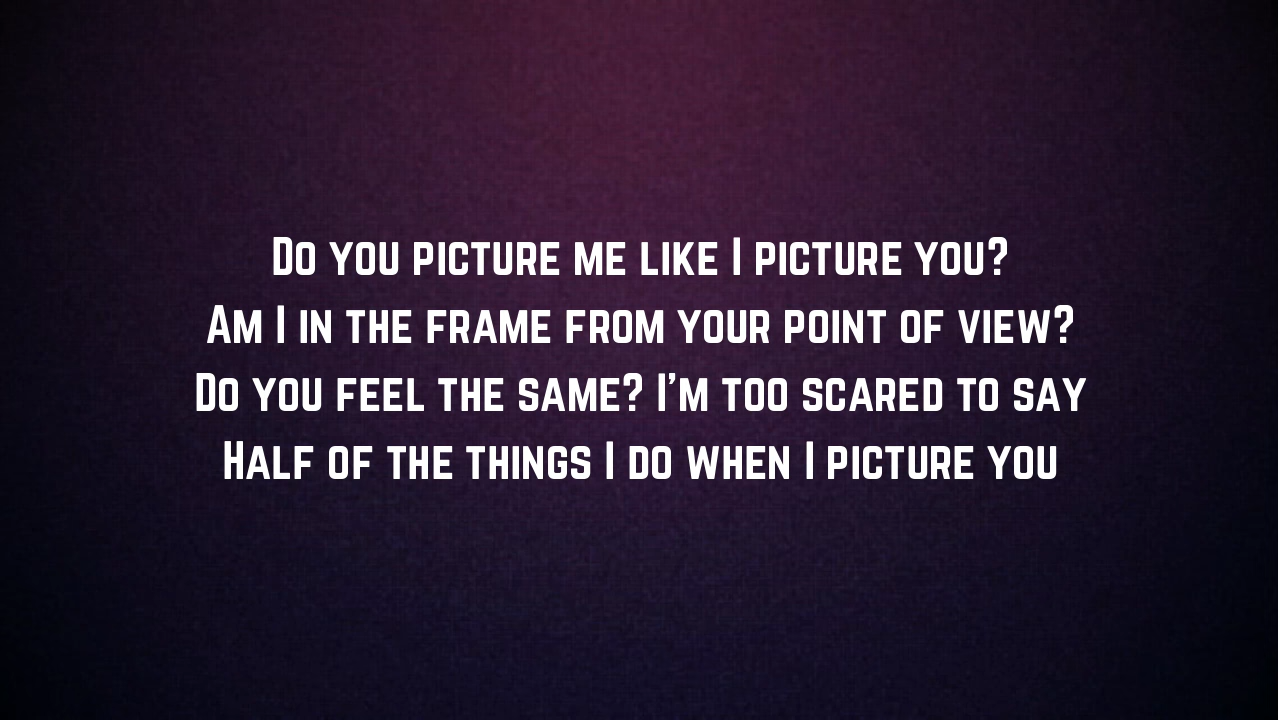 Do you picture me like I picture you?
Am I in the frame from your point of view?
Do you feel the same? I'm too scared to say
Half of the things I do when I picture you